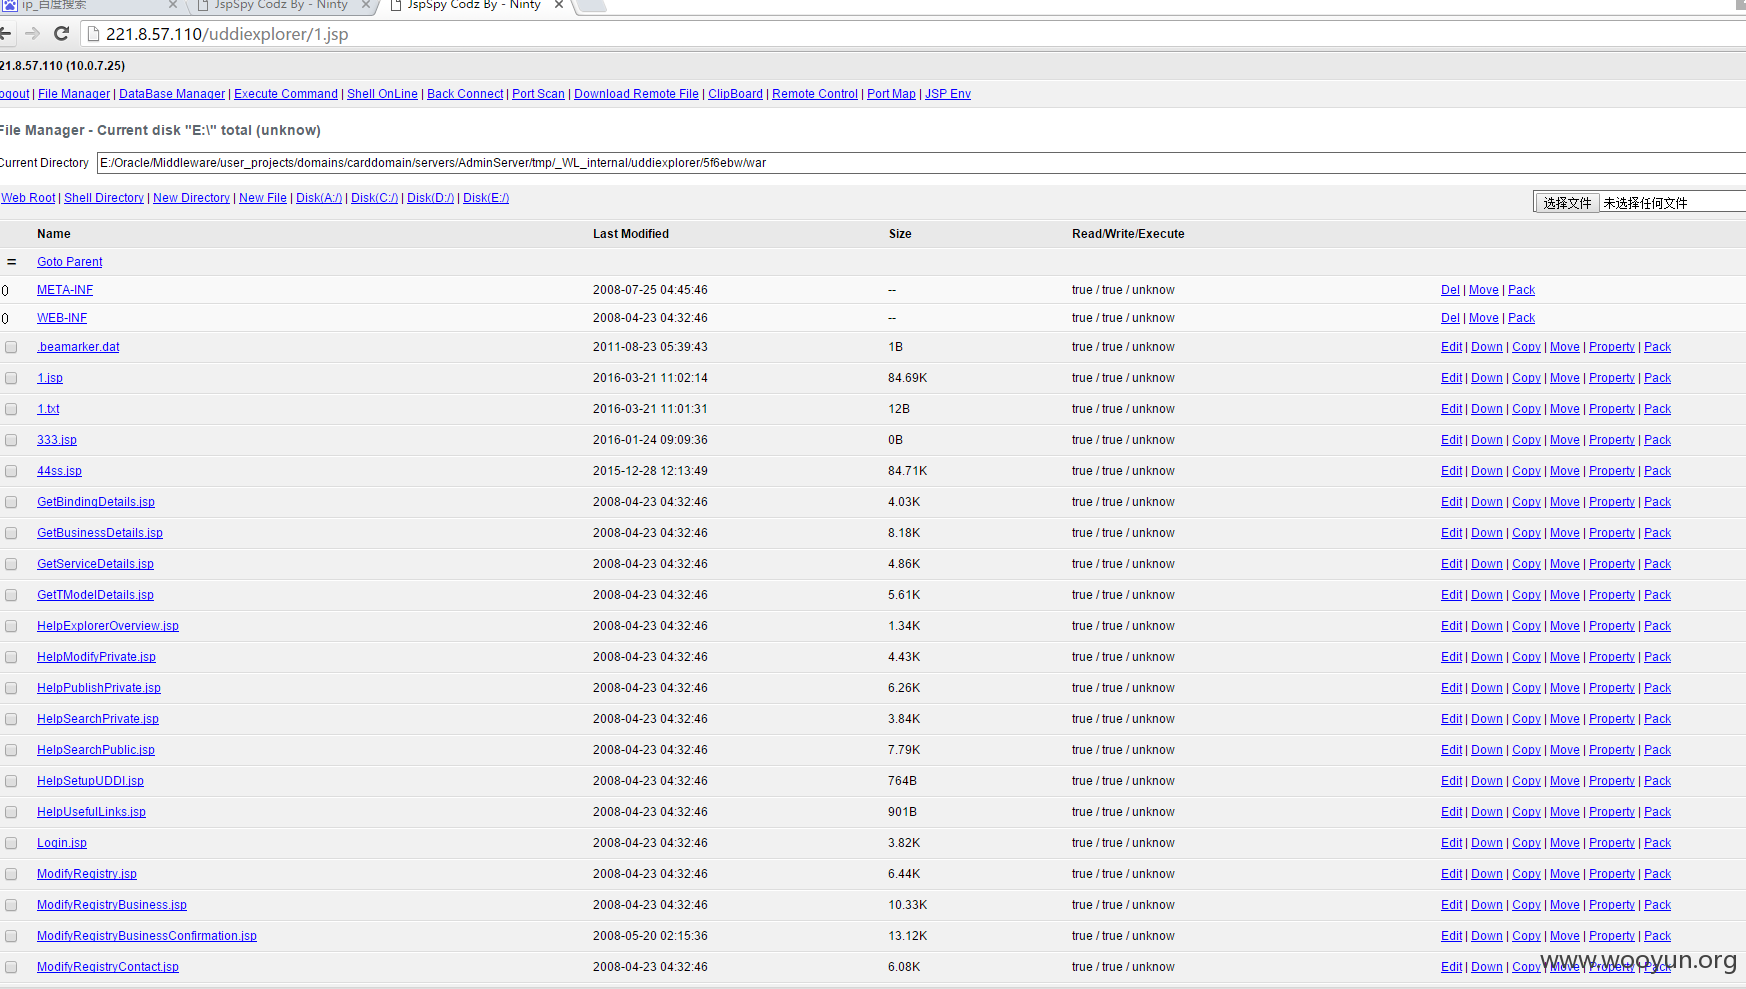 ip_百度搜索 JspSpy Codz By - Ninty JspSpy Codz By - Ninty
221.8.57.110/uddiexplorer/1.jsp
21.8.57.110 (10.0.7.25)
ogout | File Manager | DataBase Manager | Execute Command | Shell OnLine | Back Connect | Port Scan | Download Remote File | ClipBoard | Remote Control | Port Map | JSP Env
File Manager - Current disk "E:\" total (unknow)
Current Directory E:/Oracle/Middleware/user_projects/domains/carddomain/servers/AdminServer/tmp/_WL_internal/uddiexplorer/5f6ebw/war
Web Root | Shell Directory | New Directory | New File | Disk(A:/) | Disk(C:/) | Disk(D:/) | Disk(E:/) 选择文件 未选择任何文件
Name Last Modified Size Read/Write/Execute
= Goto Parent
0 META-INF 2008-07-25 04:45:46 -- true / true / unknow Del | Move | Pack
0 WEB-INF 2008-04-23 04:32:46 -- true / true / unknow Del | Move | Pack
.beamarker.dat 2011-08-23 05:39:43 1B true / true / unknow Edit | Down | Copy | Move | Property | Pack
1.jsp 2016-03-21 11:02:14 84.69K true / true / unknow Edit | Down | Copy | Move | Property | Pack
1.txt 2016-03-21 11:01:31 12B true / true / unknow Edit | Down | Copy | Move | Property | Pack
333.jsp 2016-01-24 09:09:36 0B true / true / unknow Edit | Down | Copy | Move | Property | Pack
44ss.jsp 2015-12-28 12:13:49 84.71K true / true / unknow Edit | Down | Copy | Move | Property | Pack
GetBindingDetails.jsp 2008-04-23 04:32:46 4.03K true / true / unknow Edit | Down | Copy | Move | Property | Pack
GetBusinessDetails.jsp 2008-04-23 04:32:46 8.18K true / true / unknow Edit | Down | Copy | Move | Property | Pack
GetServiceDetails.jsp 2008-04-23 04:32:46 4.86K true / true / unknow Edit | Down | Copy | Move | Property | Pack
GetTModelDetails.jsp 2008-04-23 04:32:46 5.61K true / true / unknow Edit | Down | Copy | Move | Property | Pack
HelpExplorerOverview.jsp 2008-04-23 04:32:46 1.34K true / true / unknow Edit | Down | Copy | Move | Property | Pack
HelpModifyPrivate.jsp 2008-04-23 04:32:46 4.43K true / true / unknow Edit | Down | Copy | Move | Property | Pack
HelpPublishPrivate.jsp 2008-04-23 04:32:46 6.26K true / true / unknow Edit | Down | Copy | Move | Property | Pack
HelpSearchPrivate.jsp 2008-04-23 04:32:46 3.84K true / true / unknow Edit | Down | Copy | Move | Property | Pack
HelpSearchPublic.jsp 2008-04-23 04:32:46 7.79K true / true / unknow Edit | Down | Copy | Move | Property | Pack
HelpSetupUDDI.jsp 2008-04-23 04:32:46 764B true / true / unknow Edit | Down | Copy | Move | Property | Pack
HelpUsefulLinks.jsp 2008-04-23 04:32:46 901B true / true / unknow Edit | Down | Copy | Move | Property | Pack
Login.jsp 2008-04-23 04:32:46 3.82K true / true / unknow Edit | Down | Copy | Move | Property | Pack
ModifyRegistry.jsp 2008-04-23 04:32:46 6.44K true / true / unknow Edit | Down | Copy | Move | Property | Pack
ModifyRegistryBusiness.jsp 2008-04-23 04:32:46 10.33K true / true / unknow Edit | Down | Copy | Move | Property | Pack
ModifyRegistryBusinessConfirmation.jsp 2008-05-20 02:15:36 13.12K true / true / unknow Edit | Down | Copy | Move | Property | Pack
ModifyRegistryContact.jsp 2008-04-23 04:32:46 6.08K true / true / unknow Edit | Down | Copy | Move | Property | Pack
www.wooyun.org